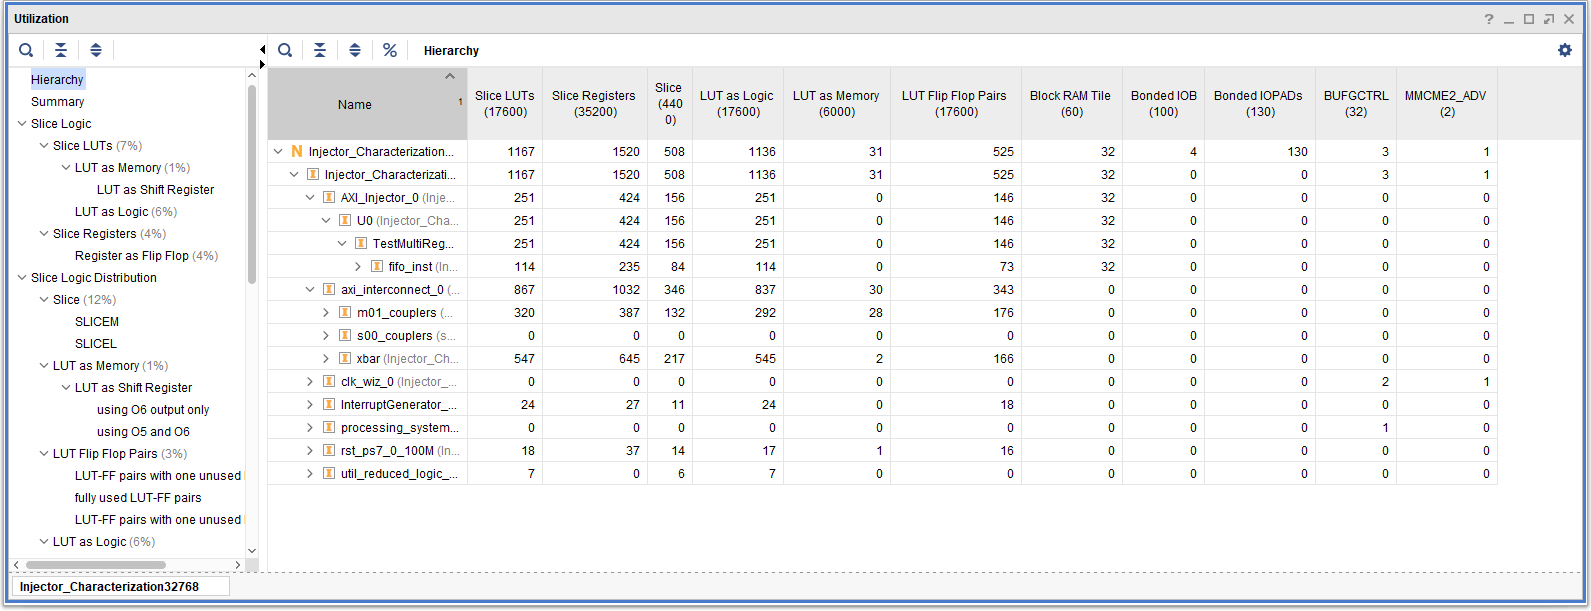 Utilization
Hierarchy
Hierarchy
Summary
Slice Logic
Slice LUTs (7%)
LUT as Memory (1%)
LUT as Shift Register
LUT as Logic (6%)
Slice Registers (4%)
Register as Flip Flop (4%)
Slice Logic Distribution
Slice (12%)
SLICEM
SLICEL
LUT as Memory (1%)
LUT as Shift Register
using O6 output only
using O5 and O6
LUT Flip Flop Pairs (3%)
LUT-FF pairs with one unused
fully used LUT-FF pairs
LUT-FF pairs with one unused
LUT as Logic (6%)
Name 1 Slice LUTs (17600) Slice Registers (35200) Slice (4400) LUT as Logic (17600) LUT as Memory (6000) LUT Flip Flop Pairs (17600) Block RAM Tile (60) Bonded IOB (100) Bonded IOPADs (130) BUFGCTRL (32) MMCME2_ADV (2)
N Injector_Characterization... 1167 1520 508 1136 31 525 32 4 130 3 1
Injector_Characterizati... 1167 1520 508 1136 31 525 32 0 0 3 1
AXI_Injector_0 (Inje... 251 424 156 251 0 146 32 0 0 0 0
U0 (Injector_Cha... 251 424 156 251 0 146 32 0 0 0 0
TestMultiReg... 251 424 156 251 0 146 32 0 0 0 0
fifo_inst (In... 114 235 84 114 0 73 32 0 0 0 0
axi_interconnect_0 (... 867 1032 346 837 30 343 0 0 0 0 0
m01_couplers (... 320 387 132 292 28 176 0 0 0 0 0
s00_couplers (s... 0 0 0 0 0 0 0 0 0 0 0
xbar (Injector_Ch... 547 645 217 545 2 166 0 0 0 0 0
clk_wiz_0 (Injector_... 0 0 0 0 0 0 0 0 0 2 1
InterruptGenerator_... 24 27 11 24 0 18 0 0 0 0 0
processing_system... 0 0 0 0 0 0 0 0 0 1 0
rst_ps7_0_100M (In... 18 37 14 17 1 16 0 0 0 0 0
util_reduced_logic_... 7 0 6 7 0 0 0 0 0 0 0
Injector_Characterization32768